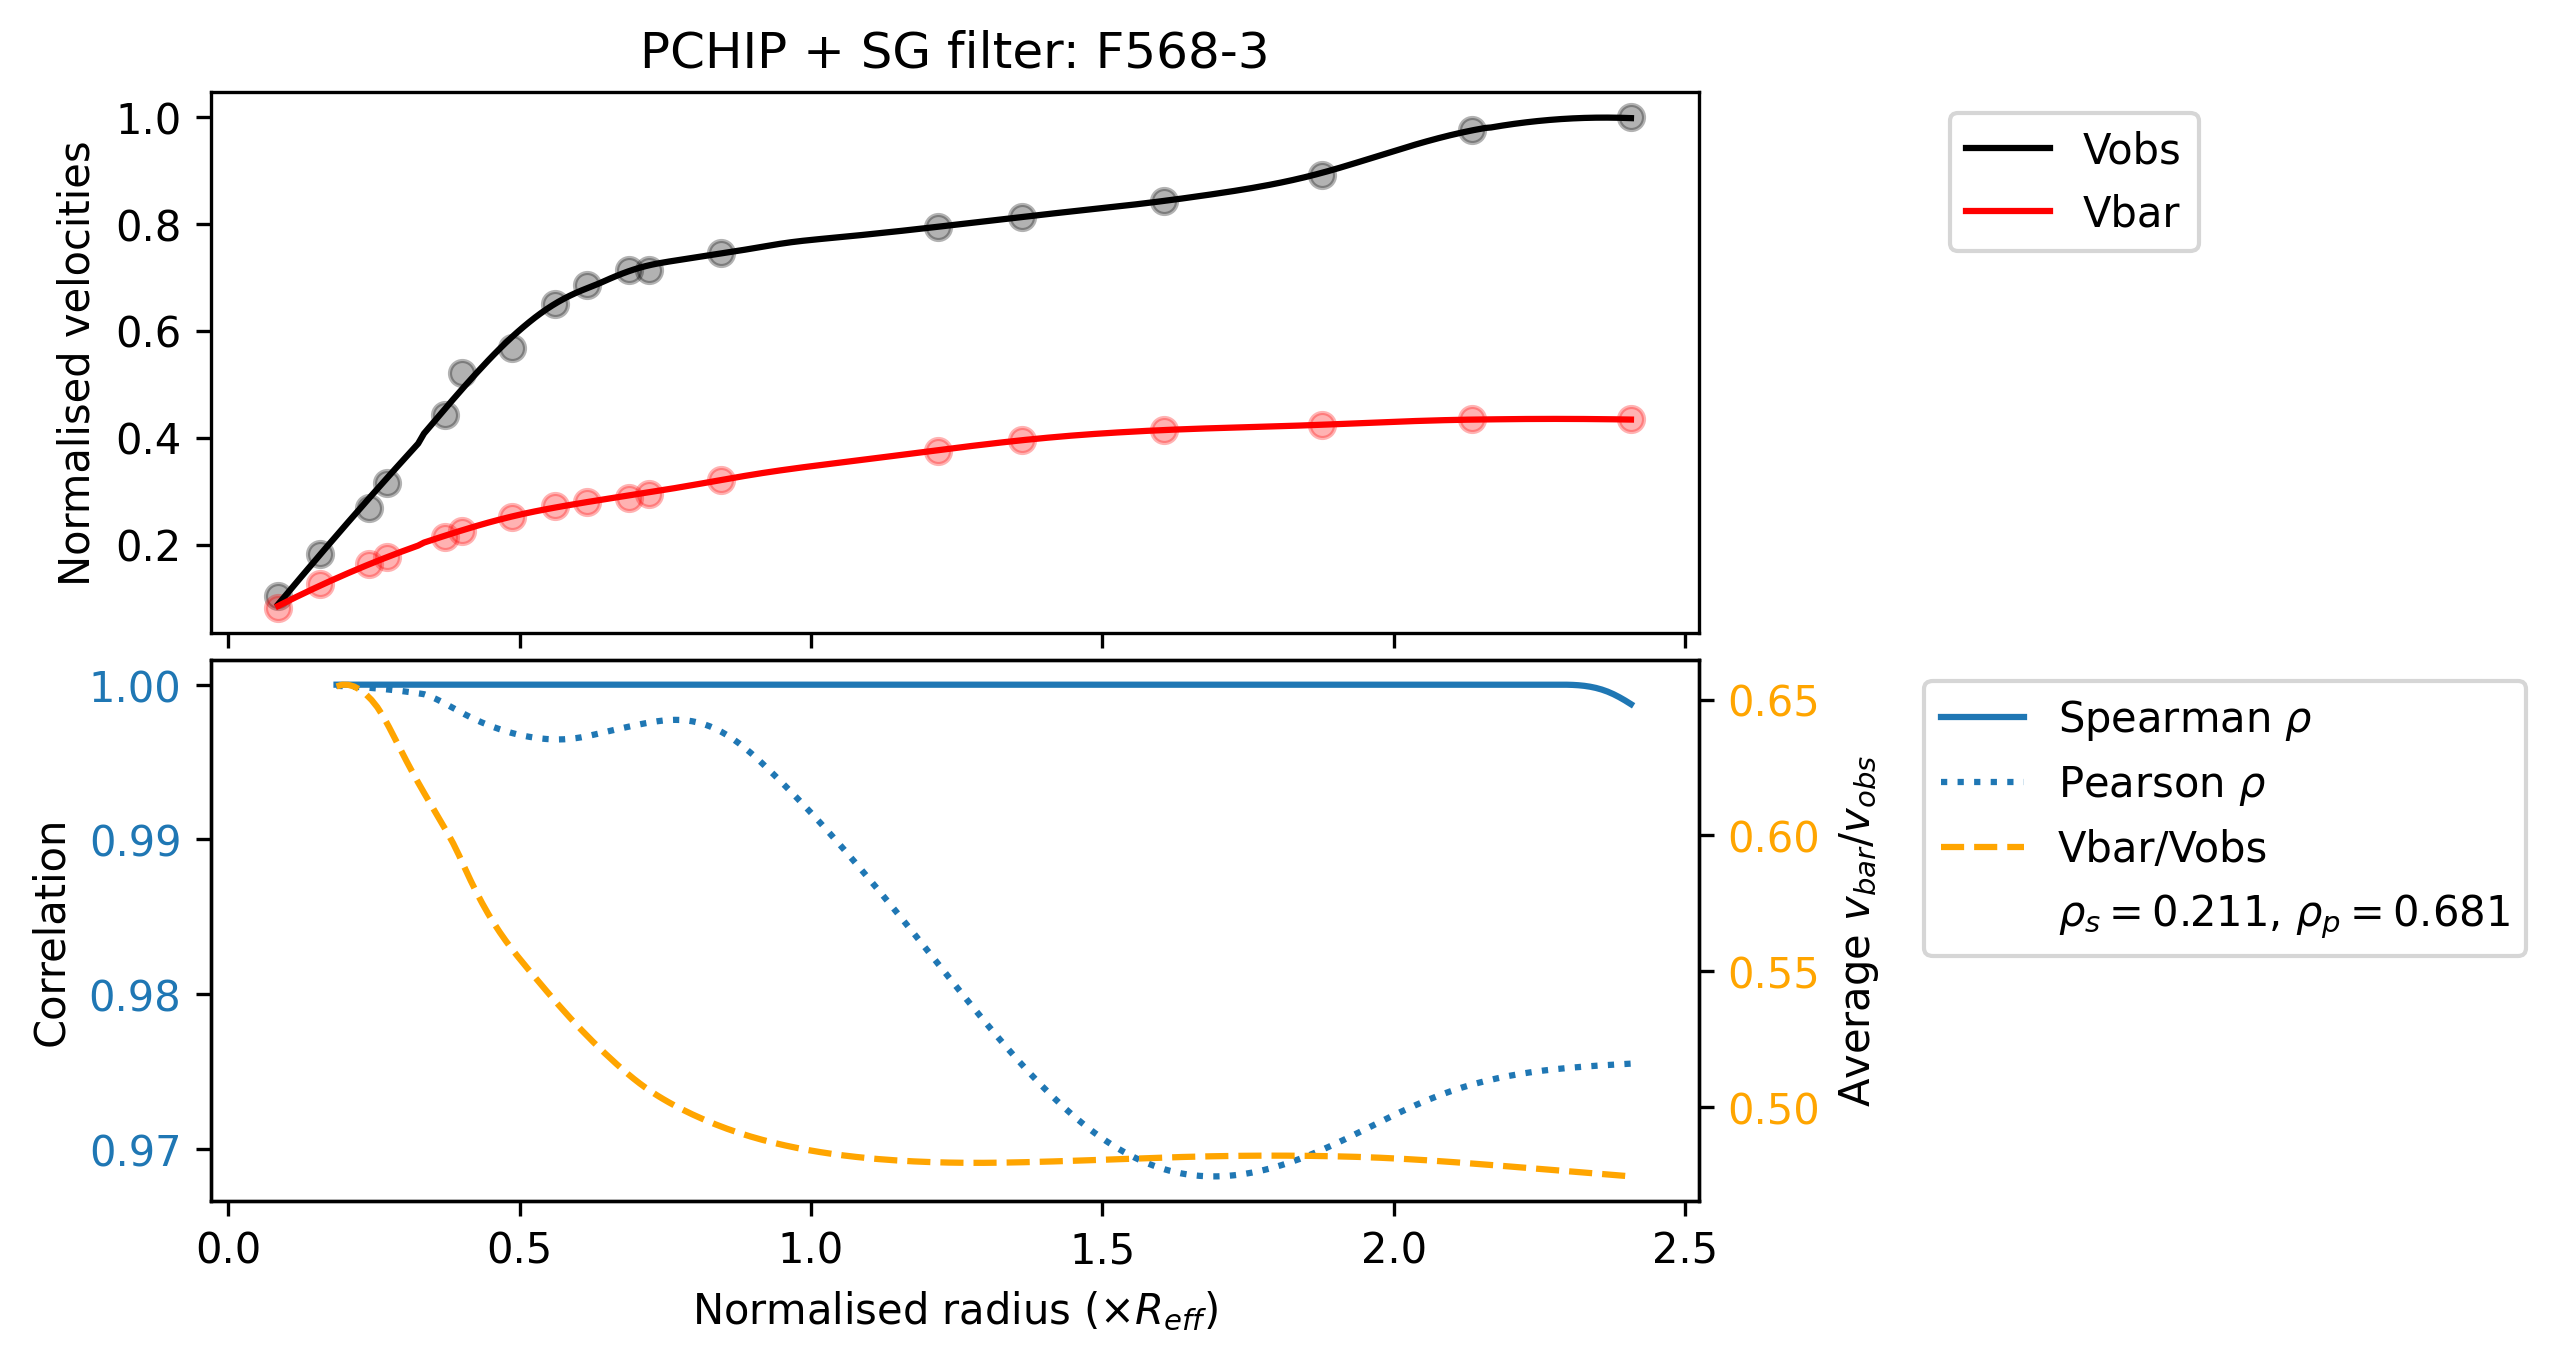 PCHIP + SG filter: F568-3
Normalised velocities
1.0
0.8
0.6
0.4
0.2
Vobs
Vbar
Correlation
1.00
0.99
0.98
0.97
0.65
0.60
0.55
0.50
Average v_{bar}/v_{obs}
Spearman ρ
Pearson ρ
Vbar/Vobs
ρ_s = 0.211, ρ_p = 0.681
0.0 0.5 1.0 1.5 2.0 2.5
Normalised radius (×R_{eff})